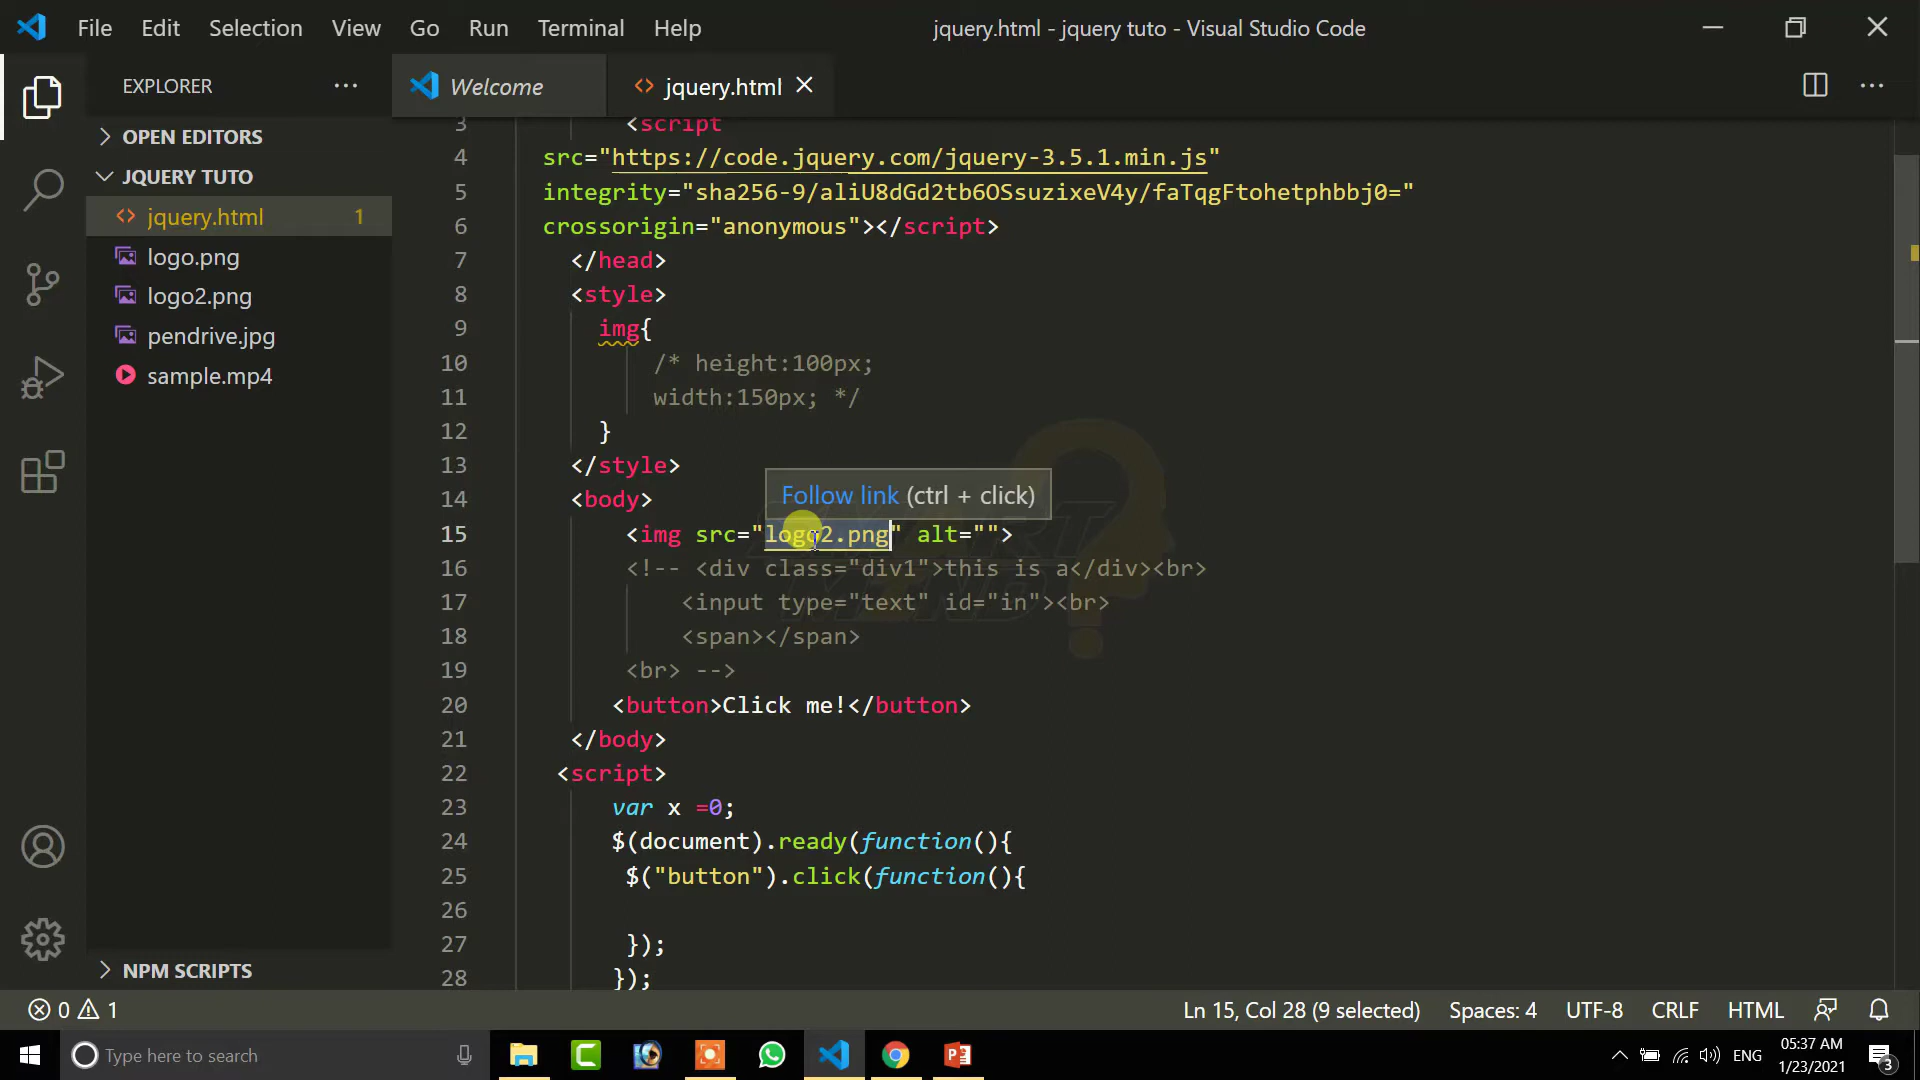 File Edit Selection View Go Run Terminal Help jquery.html - jquery tuto - Visual Studio Code
EXPLORER
Welcome
jquery.html
OPEN EDITORS
JQUERY TUTO
jquery.html 1
logo.png
logo2.png
pendrive.jpg
sample.mp4
NPM SCRIPTS
3 <script
4 src="https://code.jquery.com/jquery-3.5.1.min.js"
5 integrity="sha256-9/aliU8dGd2tb6OSsuzixeV4y/faTqgFtohetphbbj0="
6 crossorigin="anonymous"></script>
7 </head>
8 <style>
9 img{
10 /* height:100px;
11 width:150px; */
12 }
13 </style>
Follow link (ctrl + click)
14 <body>
15 <img src="logo2.png" alt="">
16 <!-- <div class="div1">this is a</div><br>
17 <input type="text" id="in"><br>
18 <span></span>
19 <br> -->
20 <button>Click me!</button>
21 </body>
22 <script>
23 var x =0;
24 $(document).ready(function(){
25 $("button").click(function(){
26
27 });
28 });
0 1 Ln 15, Col 28 (9 selected) Spaces: 4 UTF-8 CRLF HTML
Type here to search
ENG
05:37 AM
1/23/2021
3